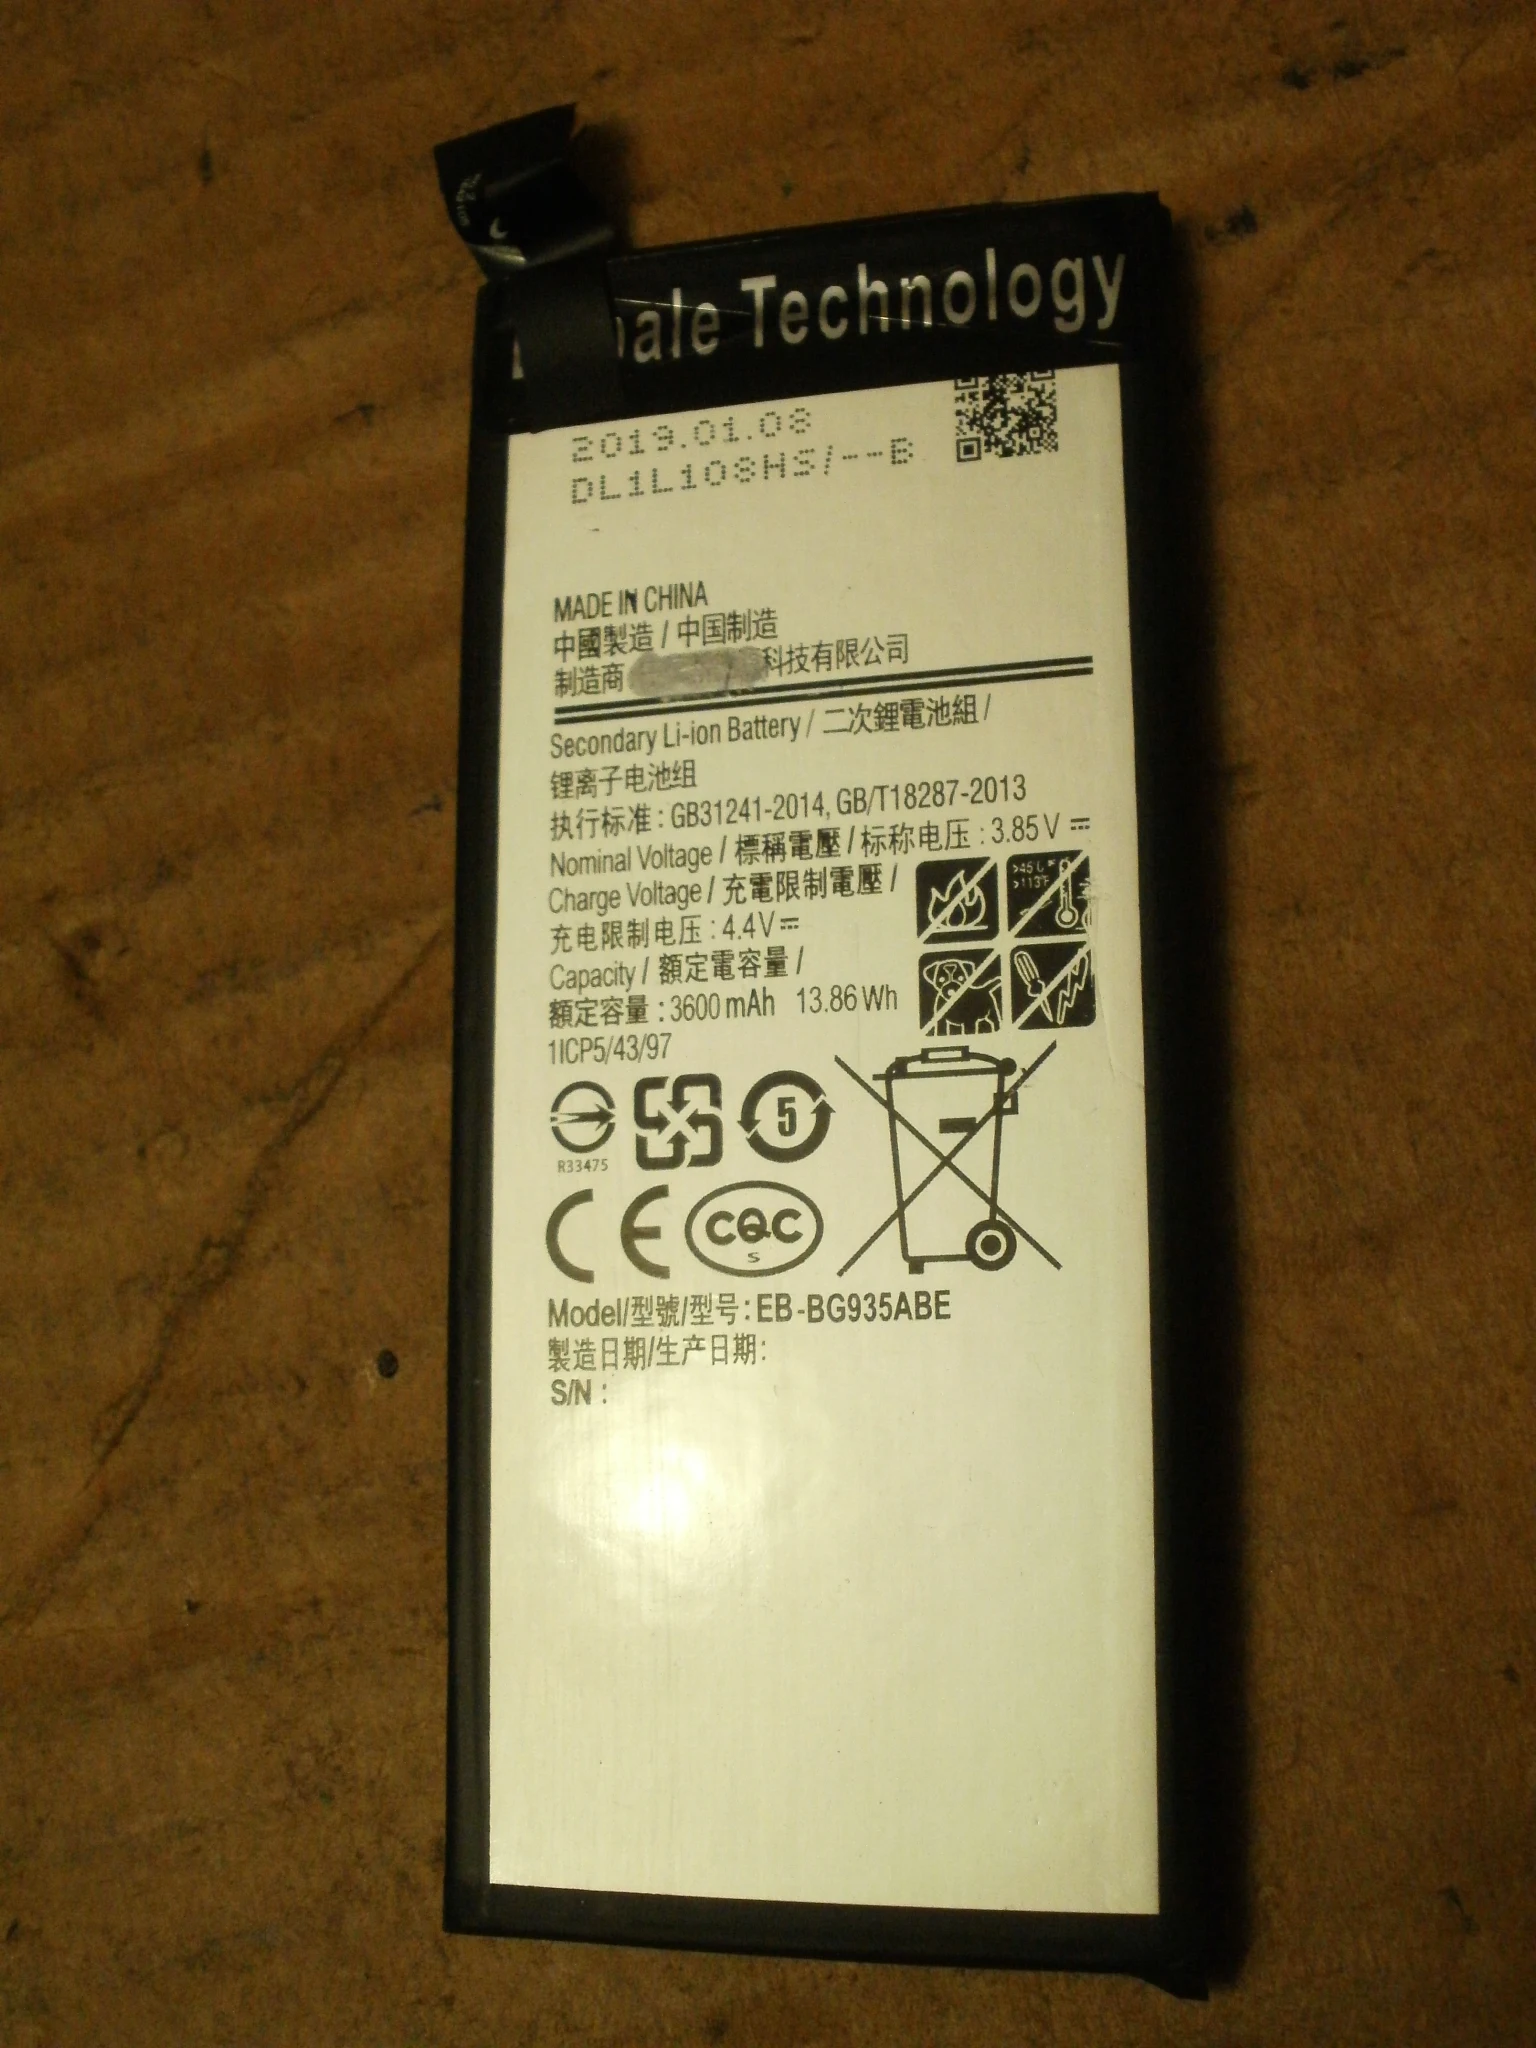 Technology
2019.01.08
DL1L108HS/--B
MADE IN CHINA
中國製造 / 中国制造
制造商 科技有限公司
Secondary Li-ion Battery / 二次鋰電池組 /
锂离子电池组
执行标准 : GB31241-2014, GB/T18287-2013
Nominal Voltage / 標稱電壓 / 标称电压 : 3.85 V ⎓
Charge Voltage / 充電限制電壓 /
充电限制电压 : 4.4V ⎓
>45°C
>113°F
Capacity / 額定電容量 /
額定容量 : 3600 mAh 13.86 Wh
1ICP5/43/97
5
R33475
CE
CQC
S
Model/型號/型号: EB-BG935ABE
製造日期/生产日期:
S/N :